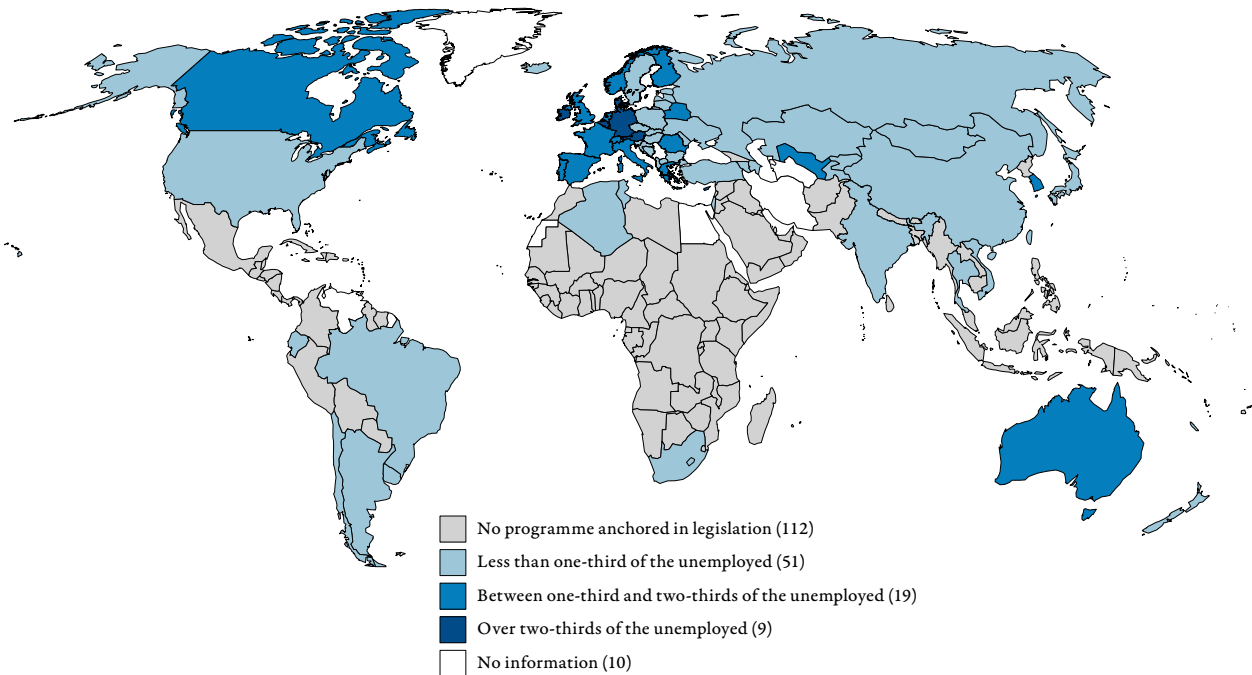 No programme anchored in legislation (112)
Less than one-third of the unemployed (51)
Between one-third and two-thirds of the unemployed (19)
Over two-thirds of the unemployed (9)
No information (10)